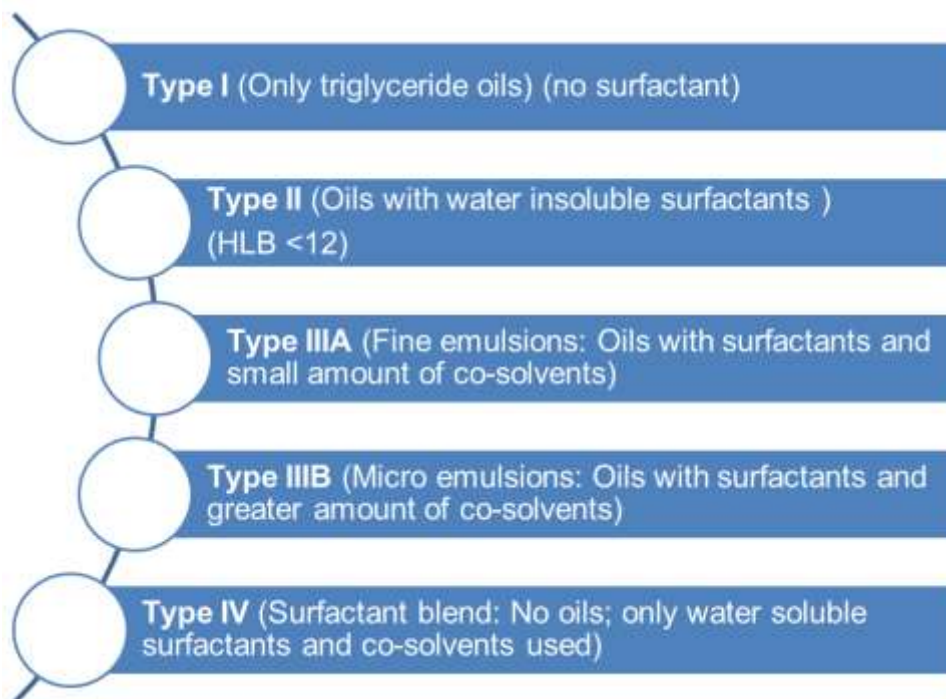 Type I (Only triglyceride oils) (no surfactant)
Type II (Oils with water insoluble surfactants )
(HLB <12)
Type IIIA (Fine emulsions: Oils with surfactants and
small amount of co-solvents)
Type IIIB (Micro emulsions: Oils with surfactants and
greater amount of co-solvents)
Type IV (Surfactant blend: No oils; only water soluble
surfactants and co-solvents used)